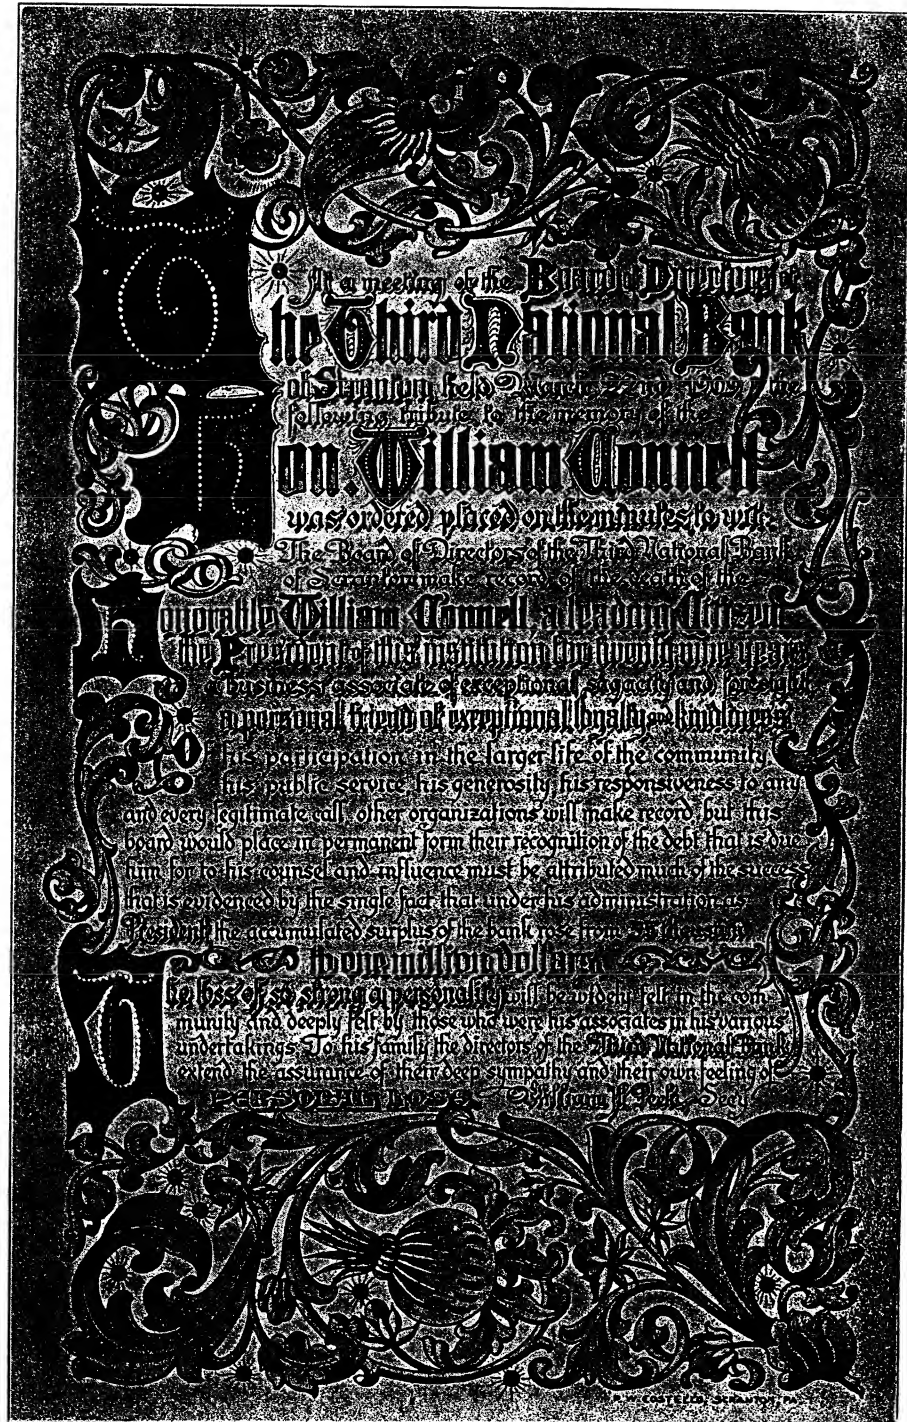 At a meeting of the Board of Directors of
The Third National Bank
of Scranton held March 22nd 1909 the
following tribute to the memory of the
Hon. William Connell
was ordered placed on the minutes, to wit:
The Board of Directors of the Third National Bank
of Scranton make record of the death of the
Honorable William Connell, a leading Citizen
the President of this institution for twenty-one years
a business associate of exceptional sagacity and foresight
a personal friend of exceptional loyalty and kindliness
Of his participation in the larger life of the community
his public service, his generosity, his responsiveness to any
and every legitimate call, other organizations will make record, but this
board would place in permanent form their recognition of the debt that is due
him for to his counsel and influence must be attributed much of the success
that is evidenced by the single fact that under his administration as
President the accumulated surplus of the bank rose from thousand
to one million dollars
The loss of so strong a personality will be widely felt in the com-
munity and deeply felt by those who were his associates in his various
undertakings. To his family the directors of the Third National Bank
extend the assurance of their deep sympathy and their own feeling of
PERSONAL LOSS. William H. Peck. Secy.
COSTELLO, SCRANTON, PA